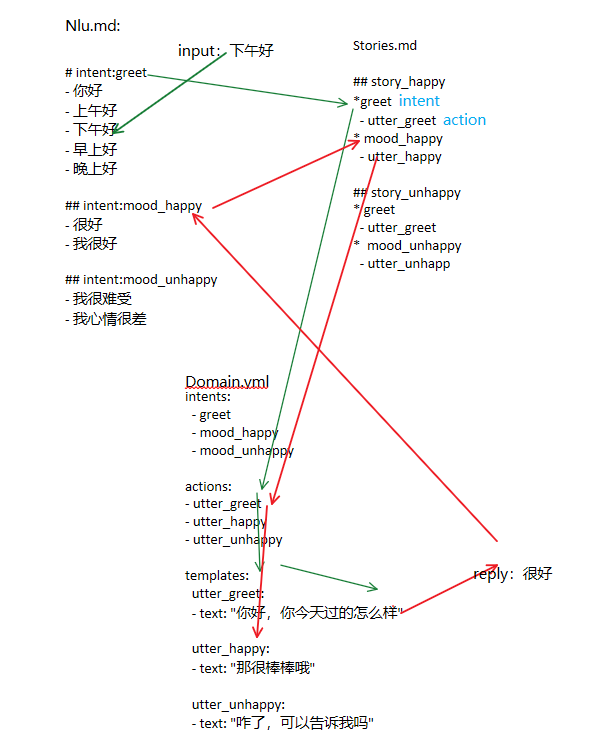 Nlu.md:
input：下午好
# intent:greet
- 你好
- 上午好
- 下午好
- 早上好
- 晚上好
## intent:mood_happy
- 很好
- 我很好
## intent:mood_unhappy
- 我很难受
- 我心情很差
Stories.md
## story_happy
*greet intent
- utter_greet action
* mood_happy
- utter_happy
## story_unhappy
* greet
- utter_greet
* mood_unhappy
- utter_unhapp
Domain.yml
intents:
- greet
- mood_happy
- mood_unhappy
actions:
- utter_greet
- utter_happy
- utter_unhappy
templates:
utter_greet:
- text: "你好，你今天过的怎么样"
reply：很好
utter_happy:
- text: "那很棒棒哦"
utter_unhappy:
- text: "咋了，可以告诉我吗"